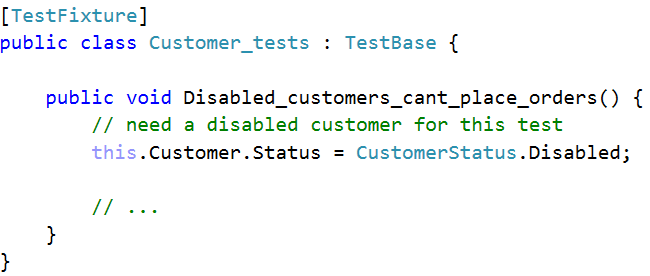 [TestFixture]
public class Customer_tests : TestBase {
public void Disabled_customers_cant_place_orders() {
// need a disabled customer for this test
this.Customer.Status = CustomerStatus.Disabled;
// ...
}
}